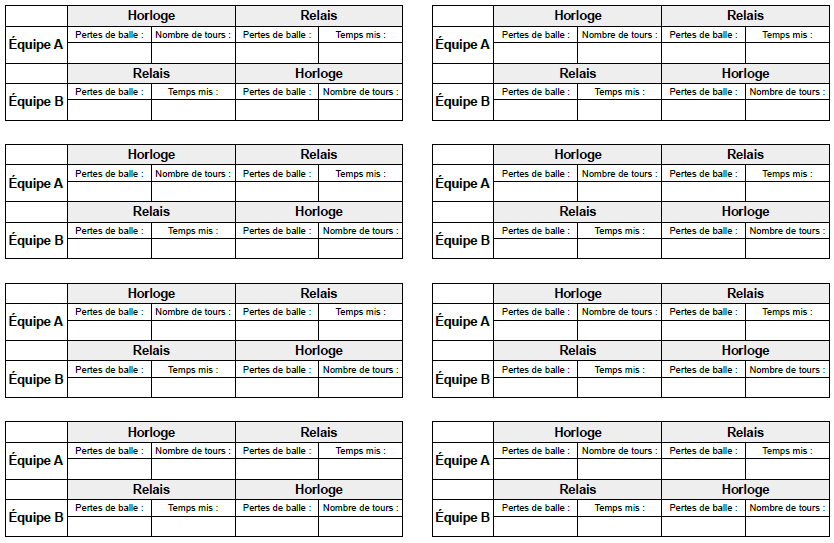 Horloge Relais
Équipe A Pertes de balle : Nombre de tours : Pertes de balle : Temps mis :
Relais Horloge
Équipe B Pertes de balle : Temps mis : Pertes de balle : Nombre de tours :
Horloge Relais
Équipe A Pertes de balle : Nombre de tours : Pertes de balle : Temps mis :
Relais Horloge
Équipe B Pertes de balle : Temps mis : Pertes de balle : Nombre de tours :
Horloge Relais
Équipe A Pertes de balle : Nombre de tours : Pertes de balle : Temps mis :
Relais Horloge
Équipe B Pertes de balle : Temps mis : Pertes de balle : Nombre de tours :
Horloge Relais
Équipe A Pertes de balle : Nombre de tours : Pertes de balle : Temps mis :
Relais Horloge
Équipe B Pertes de balle : Temps mis : Pertes de balle : Nombre de tours :
Horloge Relais
Équipe A Pertes de balle : Nombre de tours : Pertes de balle : Temps mis :
Relais Horloge
Équipe B Pertes de balle : Temps mis : Pertes de balle : Nombre de tours :
Horloge Relais
Équipe A Pertes de balle : Nombre de tours : Pertes de balle : Temps mis :
Relais Horloge
Équipe B Pertes de balle : Temps mis : Pertes de balle : Nombre de tours :
Horloge Relais
Équipe A Pertes de balle : Nombre de tours : Pertes de balle : Temps mis :
Relais Horloge
Équipe B Pertes de balle : Temps mis : Pertes de balle : Nombre de tours :
Horloge Relais
Équipe A Pertes de balle : Nombre de tours : Pertes de balle : Temps mis :
Relais Horloge
Équipe B Pertes de balle : Temps mis : Pertes de balle : Nombre de tours :